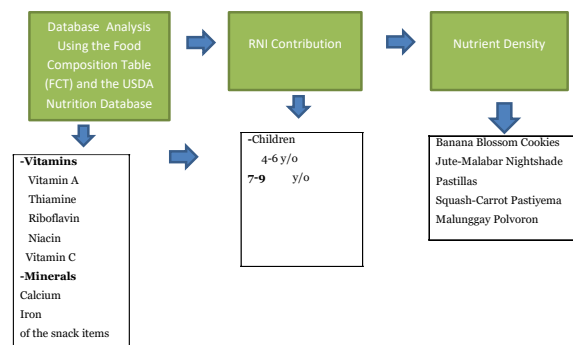 Database Analysis
Using the Food
Composition Table
(FCT) and the USDA
Nutrition Database
RNI Contribution
Nutrient Density
-Vitamins
Vitamin A
Thiamine
Riboflavin
Niacin
Vitamin C
-Minerals
Calcium
Iron
of the snack items
-Children
4-6 y/o
7-9 y/o
Banana Blossom Cookies
Jute-Malabar Nightshade
Pastillas
Squash-Carrot Pastiyema
Malunggay Polvoron